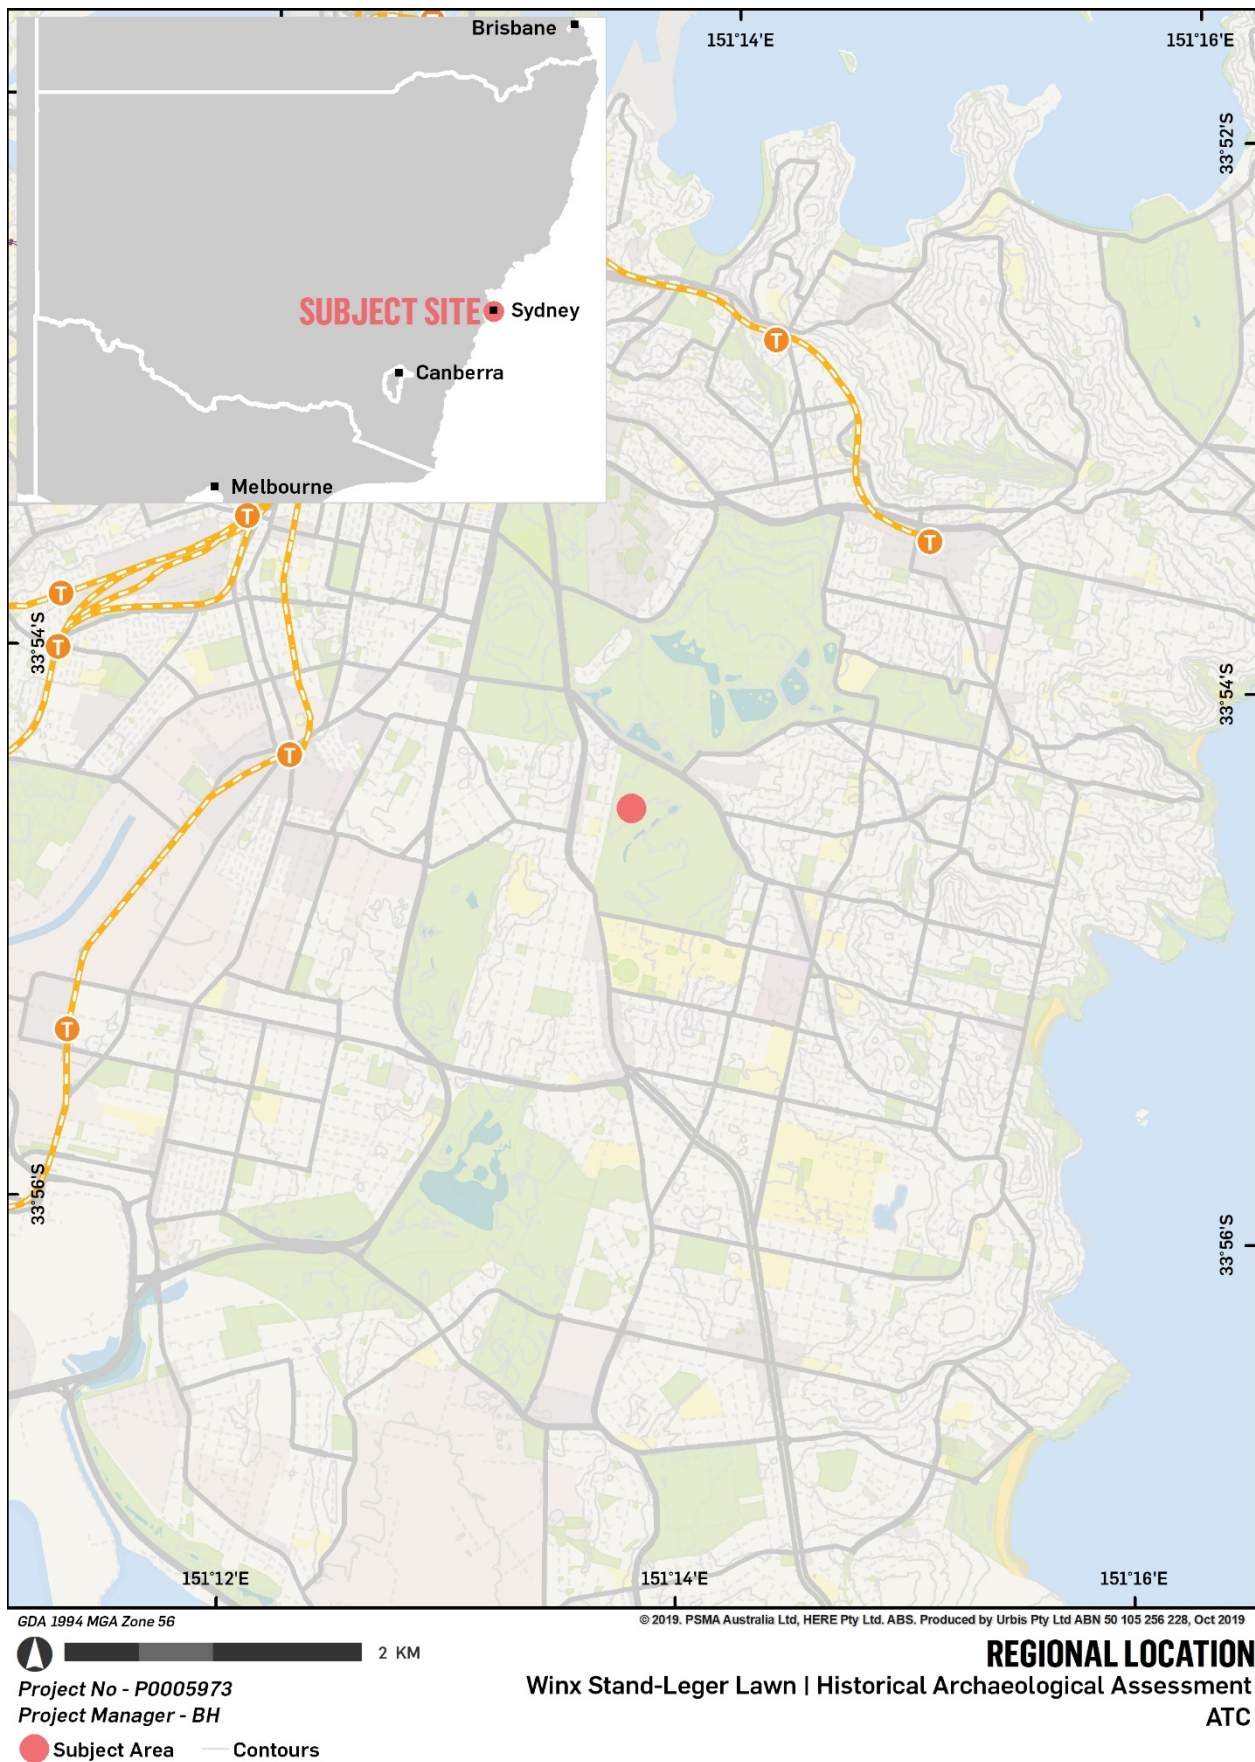 Brisbane
151°14'E
151°16'E
33°52'S
SUBJECT SITE
Sydney
Canberra
Melbourne
T
T
T
T
T
T
T
33°54'S
33°54'S
33°56'S
33°56'S
151°12'E
151°14'E
151°16'E
GDA 1994 MGA Zone 56
© 2019. PSMA Australia Ltd, HERE Pty Ltd. ABS. Produced by Urbis Pty Ltd ABN 50 105 256 228, Oct 2019
2 KM
REGIONAL LOCATION
Project No - P0005973
Winx Stand-Leger Lawn | Historical Archaeological Assessment
Project Manager - BH
ATC
Subject Area
Contours